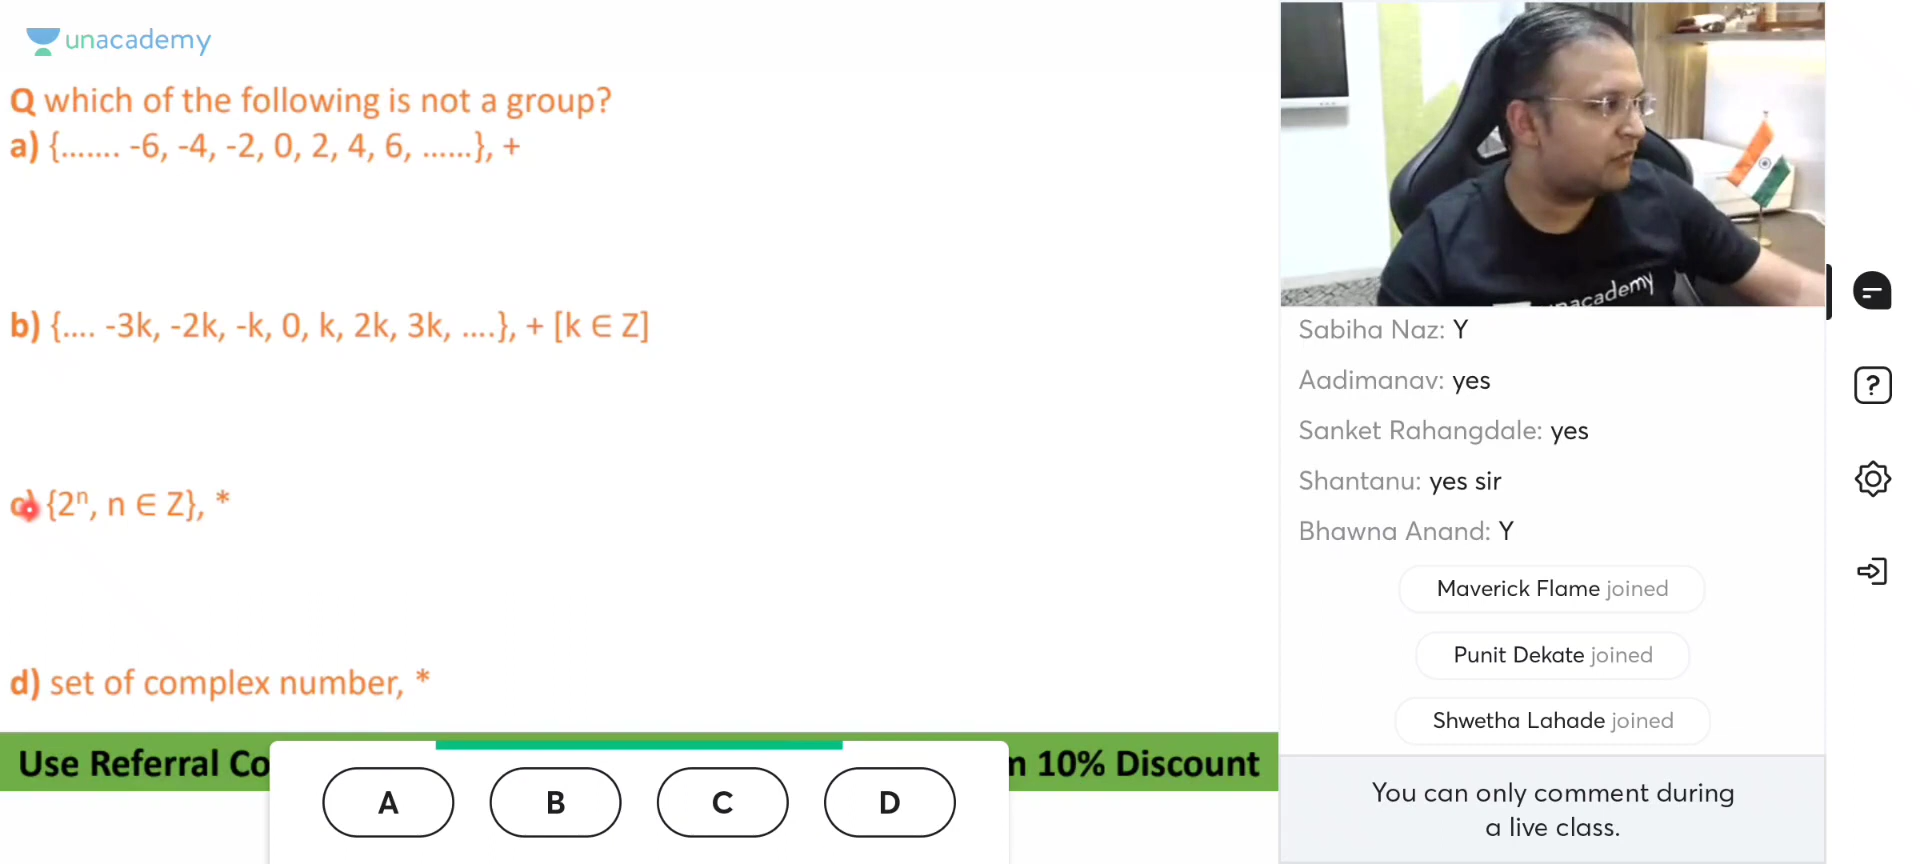 unacademy
Q which of the following is not a group?
a) {....... -6, -4, -2, 0, 2, 4, 6, ......}, +
b) {.... -3k, -2k, -k, 0, k, 2k, 3k, ....}, + [k ∈ Z]
c) {2ⁿ, n ∈ Z}, *
d) set of complex number, *
Use Referral Co
10% Discount
A
B
C
D
unacademy
Sabiha Naz: Y
Aadimanav: yes
Sanket Rahangdale: yes
Shantanu: yes sir
Bhawna Anand: Y
Maverick Flame joined
Punit Dekate joined
Shwetha Lahade joined
You can only comment during
a live class.
?